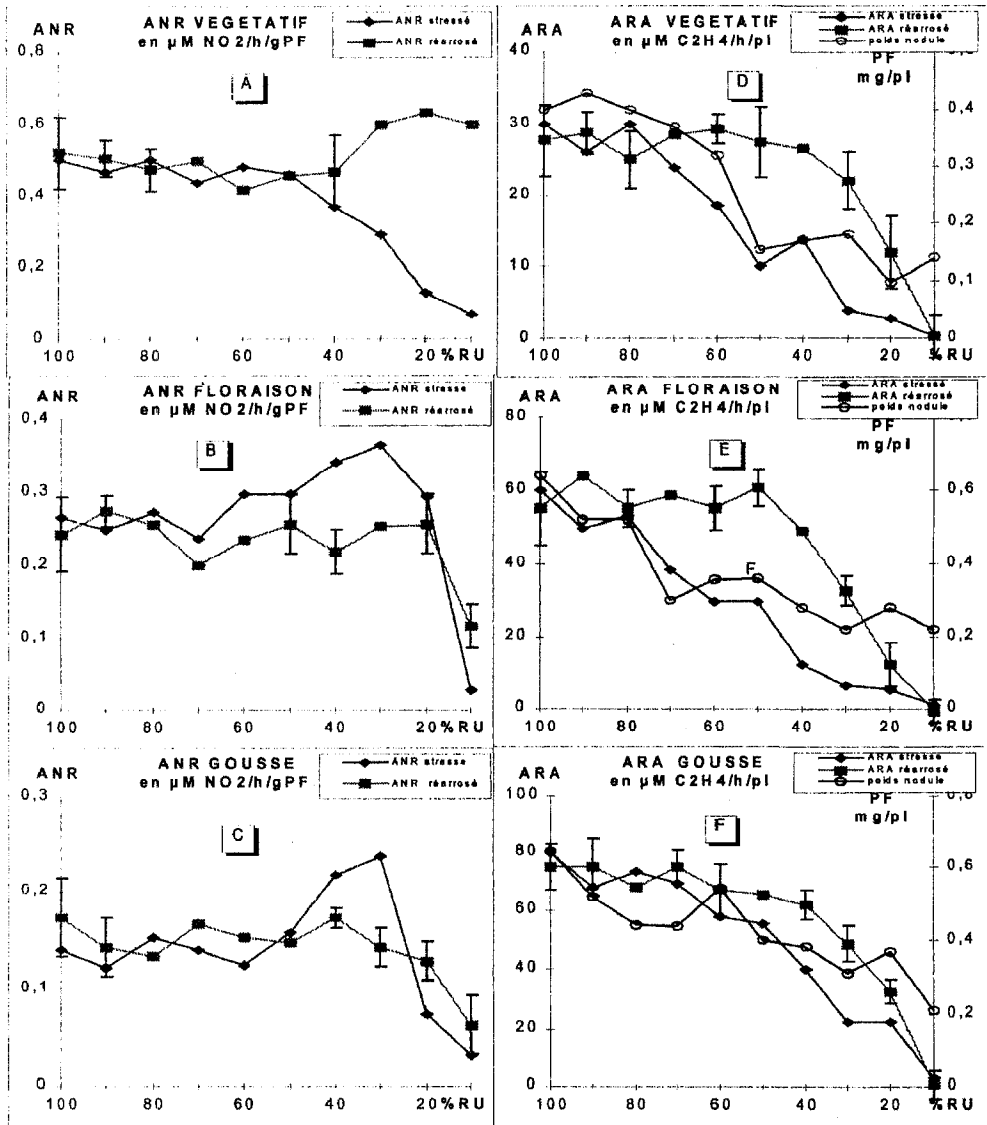 ANR
ANR VEGETATIF
en µM NO2/h/gPF
ANR stressé
ANR réarrosé
0,8
A
0,6
0,4
0,2
0
100
80
60
40
20 %RU
ARA
ARA VEGETATIF
en µM C2H4/h/pl
ARA stressé
ARA réarrosé
poids nodule
PF
mg/pl
40
D
30
20
10
0
0,4
0,3
0,2
0,1
0
100
80
60
40
20 %RU
ANR
ANR FLORAISON
en µM NO2/h/gPF
ANR stressé
ANR réarrosé
0,4
B
0,3
0,2
0,1
0
100
80
60
40
20 %RU
ARA
ARA FLORAISON
en µM C2H4/h/pl
ARA stressé
ARA réarrosé
poids nodule
PF
mg/pl
80
E
60
F
40
20
0
0,6
0,4
0,2
0
100
80
60
40
20 %RU
ANR
ANR GOUSSE
en µM NO2/h/gPF
ANR stressé
ANR réarrosé
0,3
C
0,2
0,1
0
100
80
60
40
20 %RU
ARA
ARA GOUSSE
en µM C2H4/h/pl
ARA stressé
ARA réarrosé
poids nodule
PF
mg/pl
100
F
80
60
40
20
0
0,6
0,4
0,2
0
100
80
60
40
20 %RU